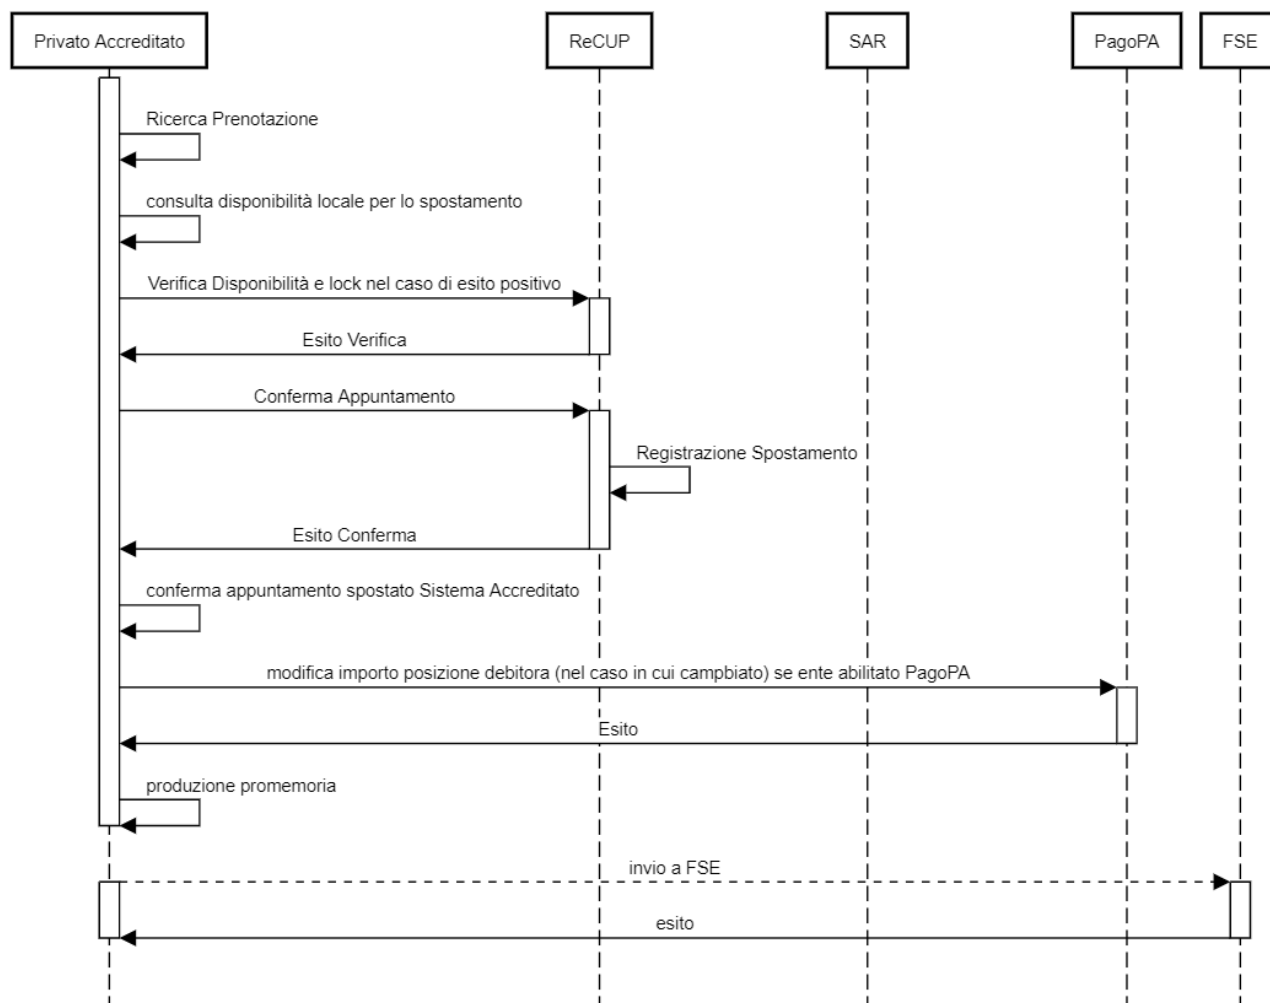 Privato Accreditato
ReCUP
SAR
PagoPA
FSE
Ricerca Prenotazione
consulta disponibilità locale per lo spostamento
Verifica Disponibilità e lock nel caso di esito positivo
Esito Verifica
Conferma Appuntamento
Registrazione Spostamento
Esito Conferma
conferma appuntamento spostato Sistema Accreditato
modifica importo posizione debitora (nel caso in cui campbiato) se ente abilitato PagoPA
Esito
produzione promemoria
invio a FSE
esito